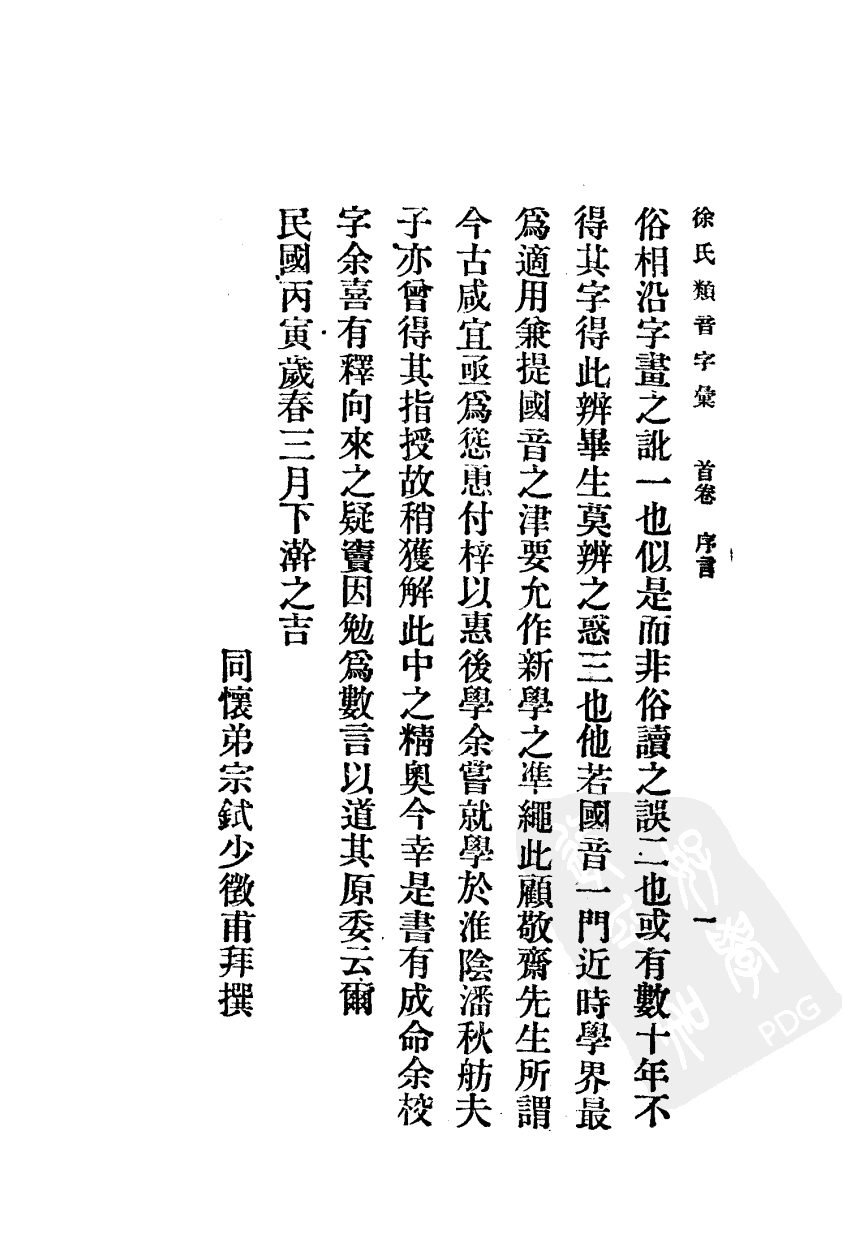 徐氏類音字彙　首卷　序言　一
俗相沿字畫之訛一也似是而非俗讀之誤二也或有數十年不
得其字得此辨畢生莫辨之惑三也他若國音一門近時學界最
爲適用兼提國音之津要允作新學之準繩此顧敬齋先生所謂
今古咸宜亟爲慫恿付梓以惠後學余嘗就學於淮陰潘秋舫夫
子亦曾得其指授故稍獲解此中之精奧今幸是書有成命余校
字余喜有釋向來之疑竇因勉爲數言以道其原委云爾
民國丙寅歲春三月下澣之吉
同懷弟宗鉽少徵甫拜撰
PDG